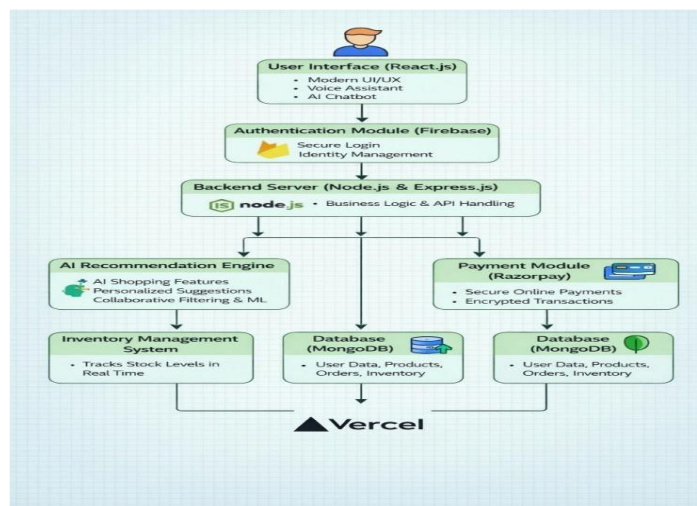 User Interface (React.js)
• Modern UI/UX
• Voice Assistant
• AI Chatbot
Authentication Module (Firebase)
Secure Login
Identity Management
Backend Server (Node.js & Express.js)
JS node.js • Business Logic & API Handling
AI Recommendation Engine
• AI Shopping Features
Personalized Suggestions
Collaborative Filtering & ML
Payment Module
(Razorpay)
• Secure Online Payments
• Encrypted Transactions
Inventory Management
System
• Tracks Stock Levels in
Real Time
Database
(MongoDB)
• User Data, Products,
Orders, Inventory
Database
(MongoDB)
• User Data, Products,
Orders, Inventory
Vercel